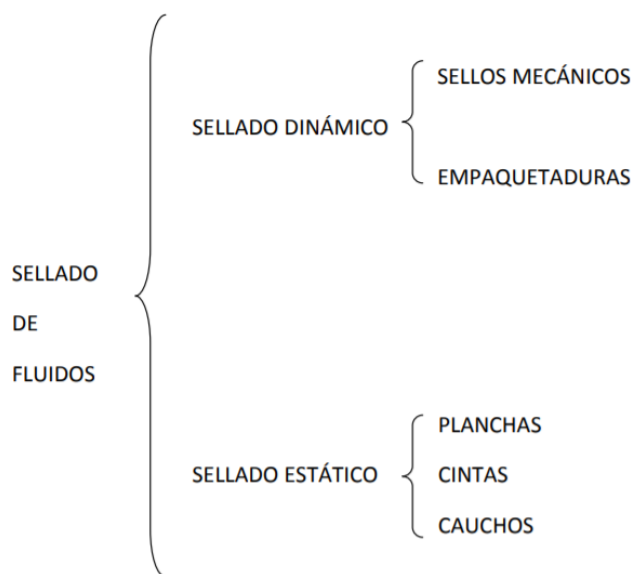 SELLADO
DE
FLUIDOS
SELLADO DINÁMICO
SELLOS MECÁNICOS
EMPAQUETADURAS
SELLADO ESTÁTICO
PLANCHAS
CINTAS
CAUCHOS